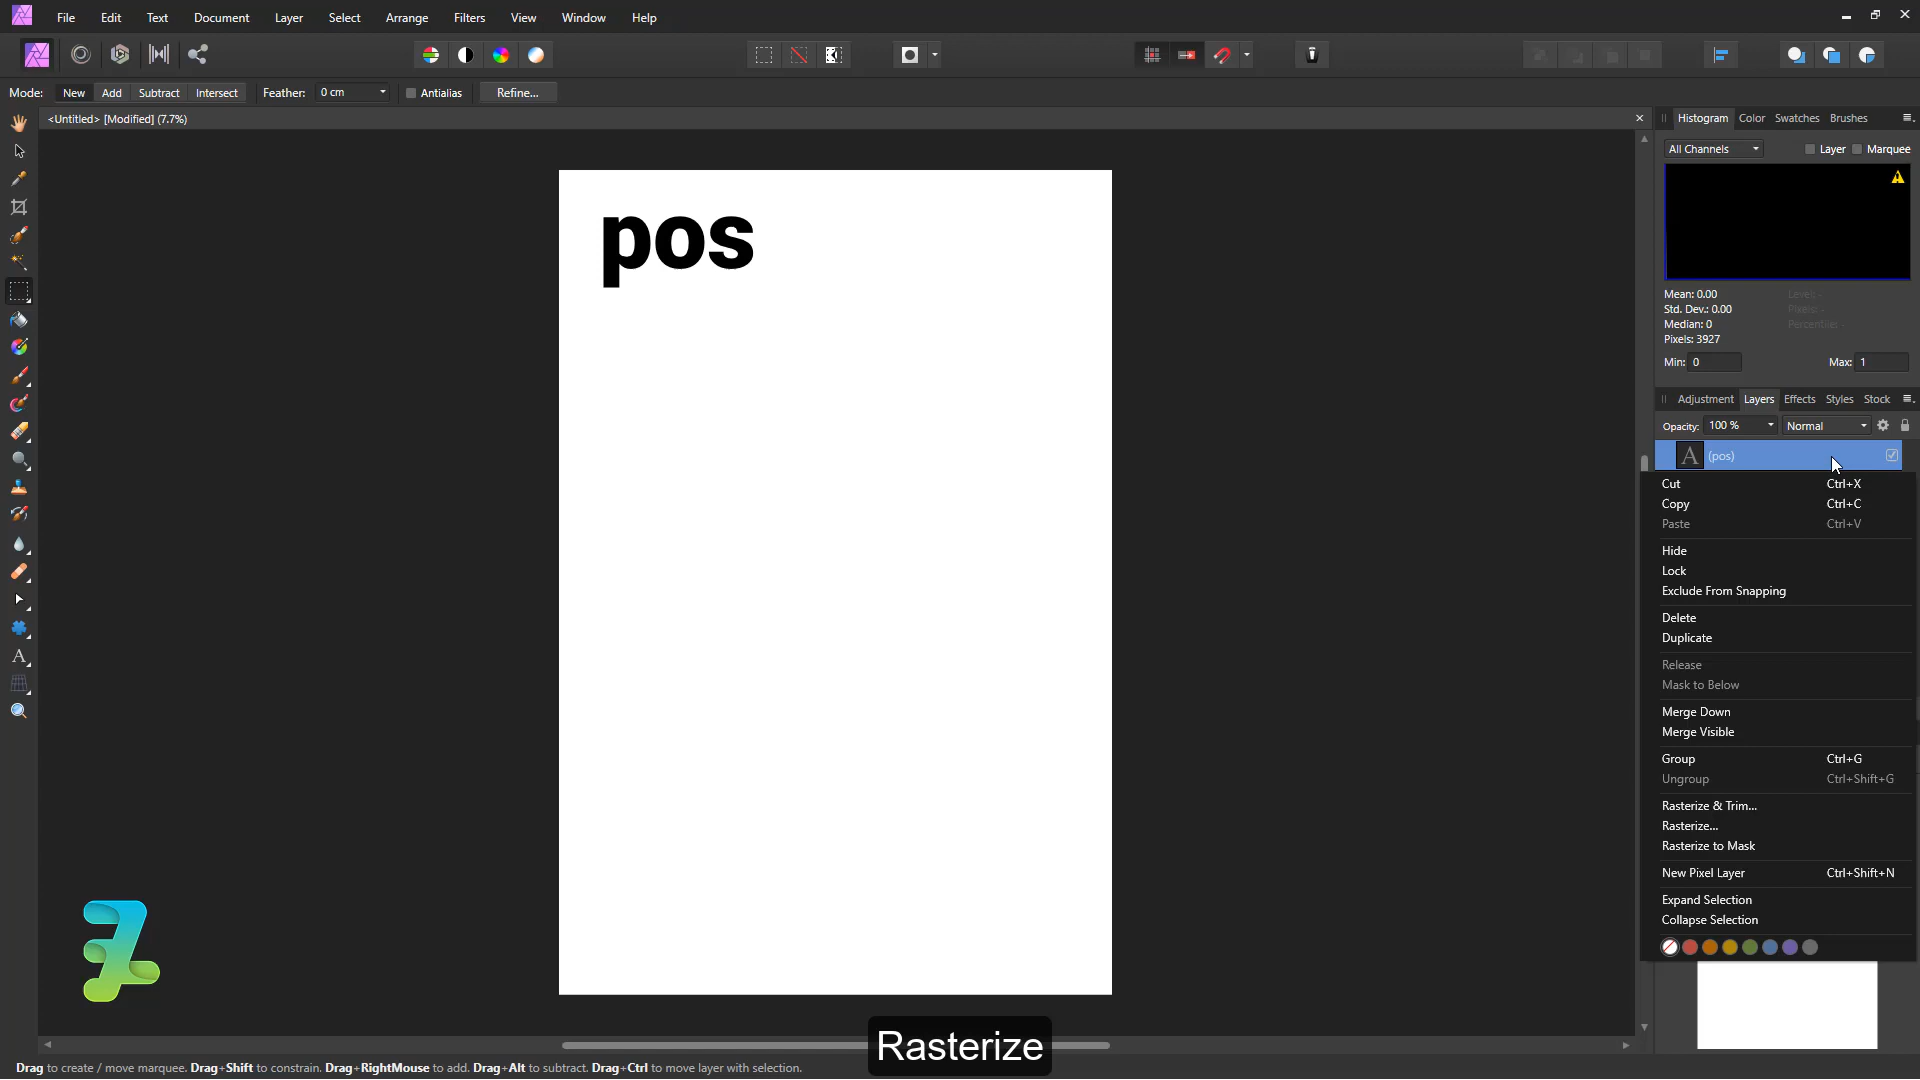 File Edit Text Document Layer Select Arrange Filters View Window Help
Mode: New Add Subtract Intersect Feather: 0 cm Antialias Refine...
<Untitled> [Modified] (7.7%)
Histogram Color Swatches Brushes
All Channels Layer Marquee
pos
Mean: 0.00
Std. Dev.: 0.00
Median: 0
Pixels: 3927
Level: -
Pixels: -
Percentile: -
Min: 0 Max: 1
Adjustment Layers Effects Styles Stock
Opacity: 100 % Normal
A (pos)
Cut Ctrl+X
Copy Ctrl+C
Paste Ctrl+V
Hide
Lock
Exclude From Snapping
Delete
Duplicate
Release
Mask to Below
Merge Down
Merge Visible
Group Ctrl+G
Ungroup Ctrl+Shift+G
Rasterize & Trim...
Rasterize...
Rasterize to Mask
New Pixel Layer Ctrl+Shift+N
Expand Selection
Collapse Selection
Rasterize
Drag to create / move marquee. Drag+Shift to constrain. Drag+RightMouse to add. Drag+Alt to subtract. Drag+Ctrl to move layer with selection.